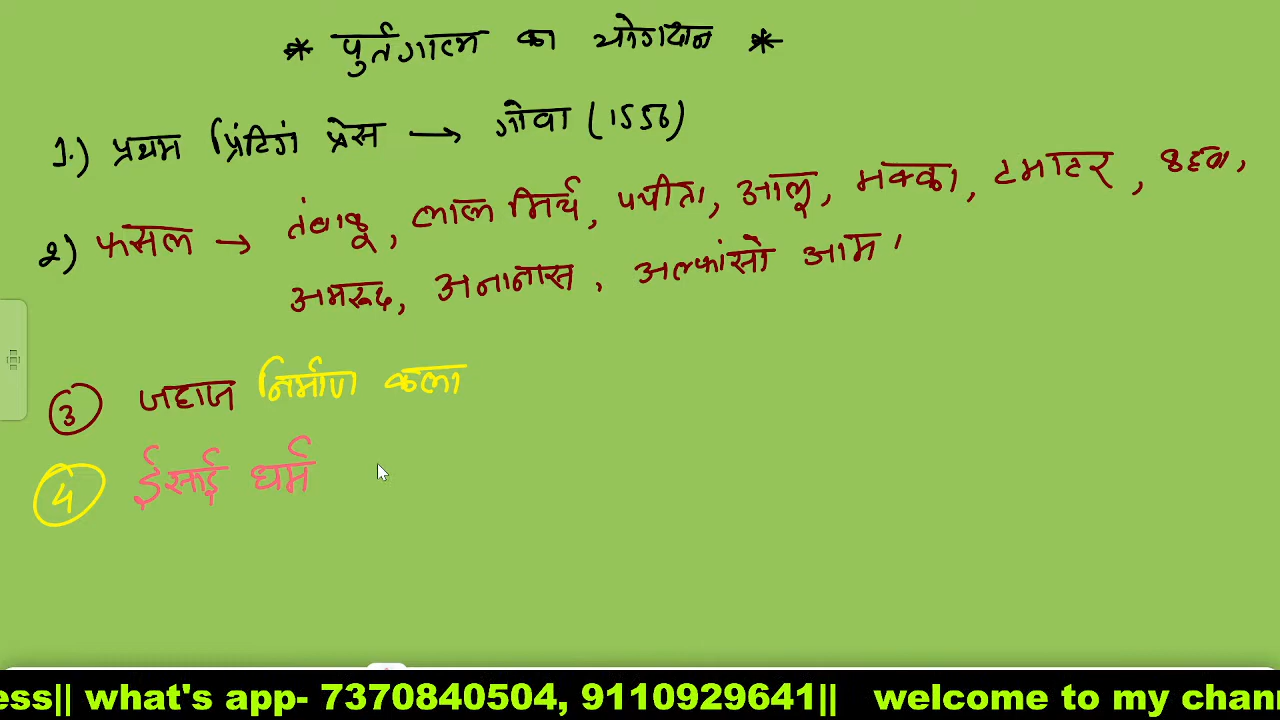 * पुर्तगाल का योगदान *
1.) प्रथम प्रिंटिंग प्रेस → गोवा (1556)
2) फसल → तंबाकू, लाल मिर्च, पपीता, आलू, मक्का, टमाटर,
अमरूद, अनानास, अल्फांसो आम
3 जहाज निर्माण कला
4 ईसाई धर्म
ess|| what's app- 7370840504, 9110929641|| welcome to my chan